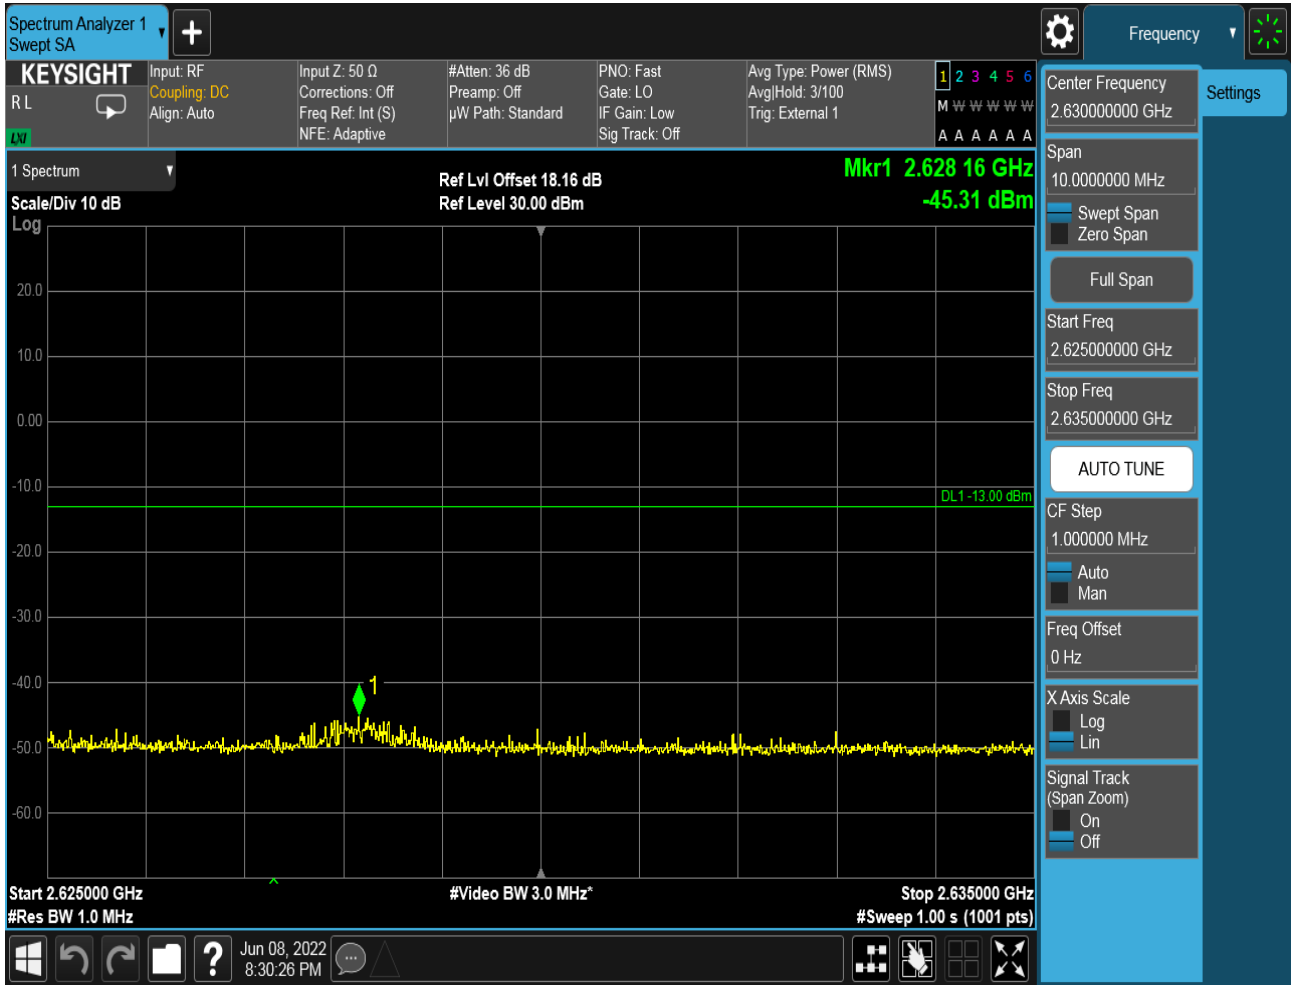 Spectrum Analyzer 1
Swept SA
Frequency
KEYSIGHT
R L
LXI
Input: RF
Coupling: DC
Align: Auto
Input Z: 50 Ω
Corrections: Off
Freq Ref: Int (S)
NFE: Adaptive
#Atten: 36 dB
Preamp: Off
µW Path: Standard
PNO: Fast
Gate: LO
IF Gain: Low
Sig Track: Off
Avg Type: Power (RMS)
Avg|Hold: 3/100
Trig: External 1
1 2 3 4 5 6
M W W W W W
A A A A A A
1 Spectrum
Scale/Div 10 dB
Log
Ref Lvl Offset 18.16 dB
Ref Level 30.00 dBm
Mkr1 2.628 16 GHz
-45.31 dBm
20.0
10.0
0.00
-10.0
DL1 -13.00 dBm
-20.0
-30.0
-40.0
1
-50.0
-60.0
Start 2.625000 GHz
#Video BW 3.0 MHz*
Stop 2.635000 GHz
#Res BW 1.0 MHz
#Sweep 1.00 s (1001 pts)
Jun 08, 2022
8:30:26 PM
Center Frequency
2.630000000 GHz
Span
10.0000000 MHz
Swept Span
Zero Span
Full Span
Start Freq
2.625000000 GHz
Stop Freq
2.635000000 GHz
AUTO TUNE
CF Step
1.000000 MHz
Auto
Man
Freq Offset
0 Hz
X Axis Scale
Log
Lin
Signal Track
(Span Zoom)
On
Off
Settings